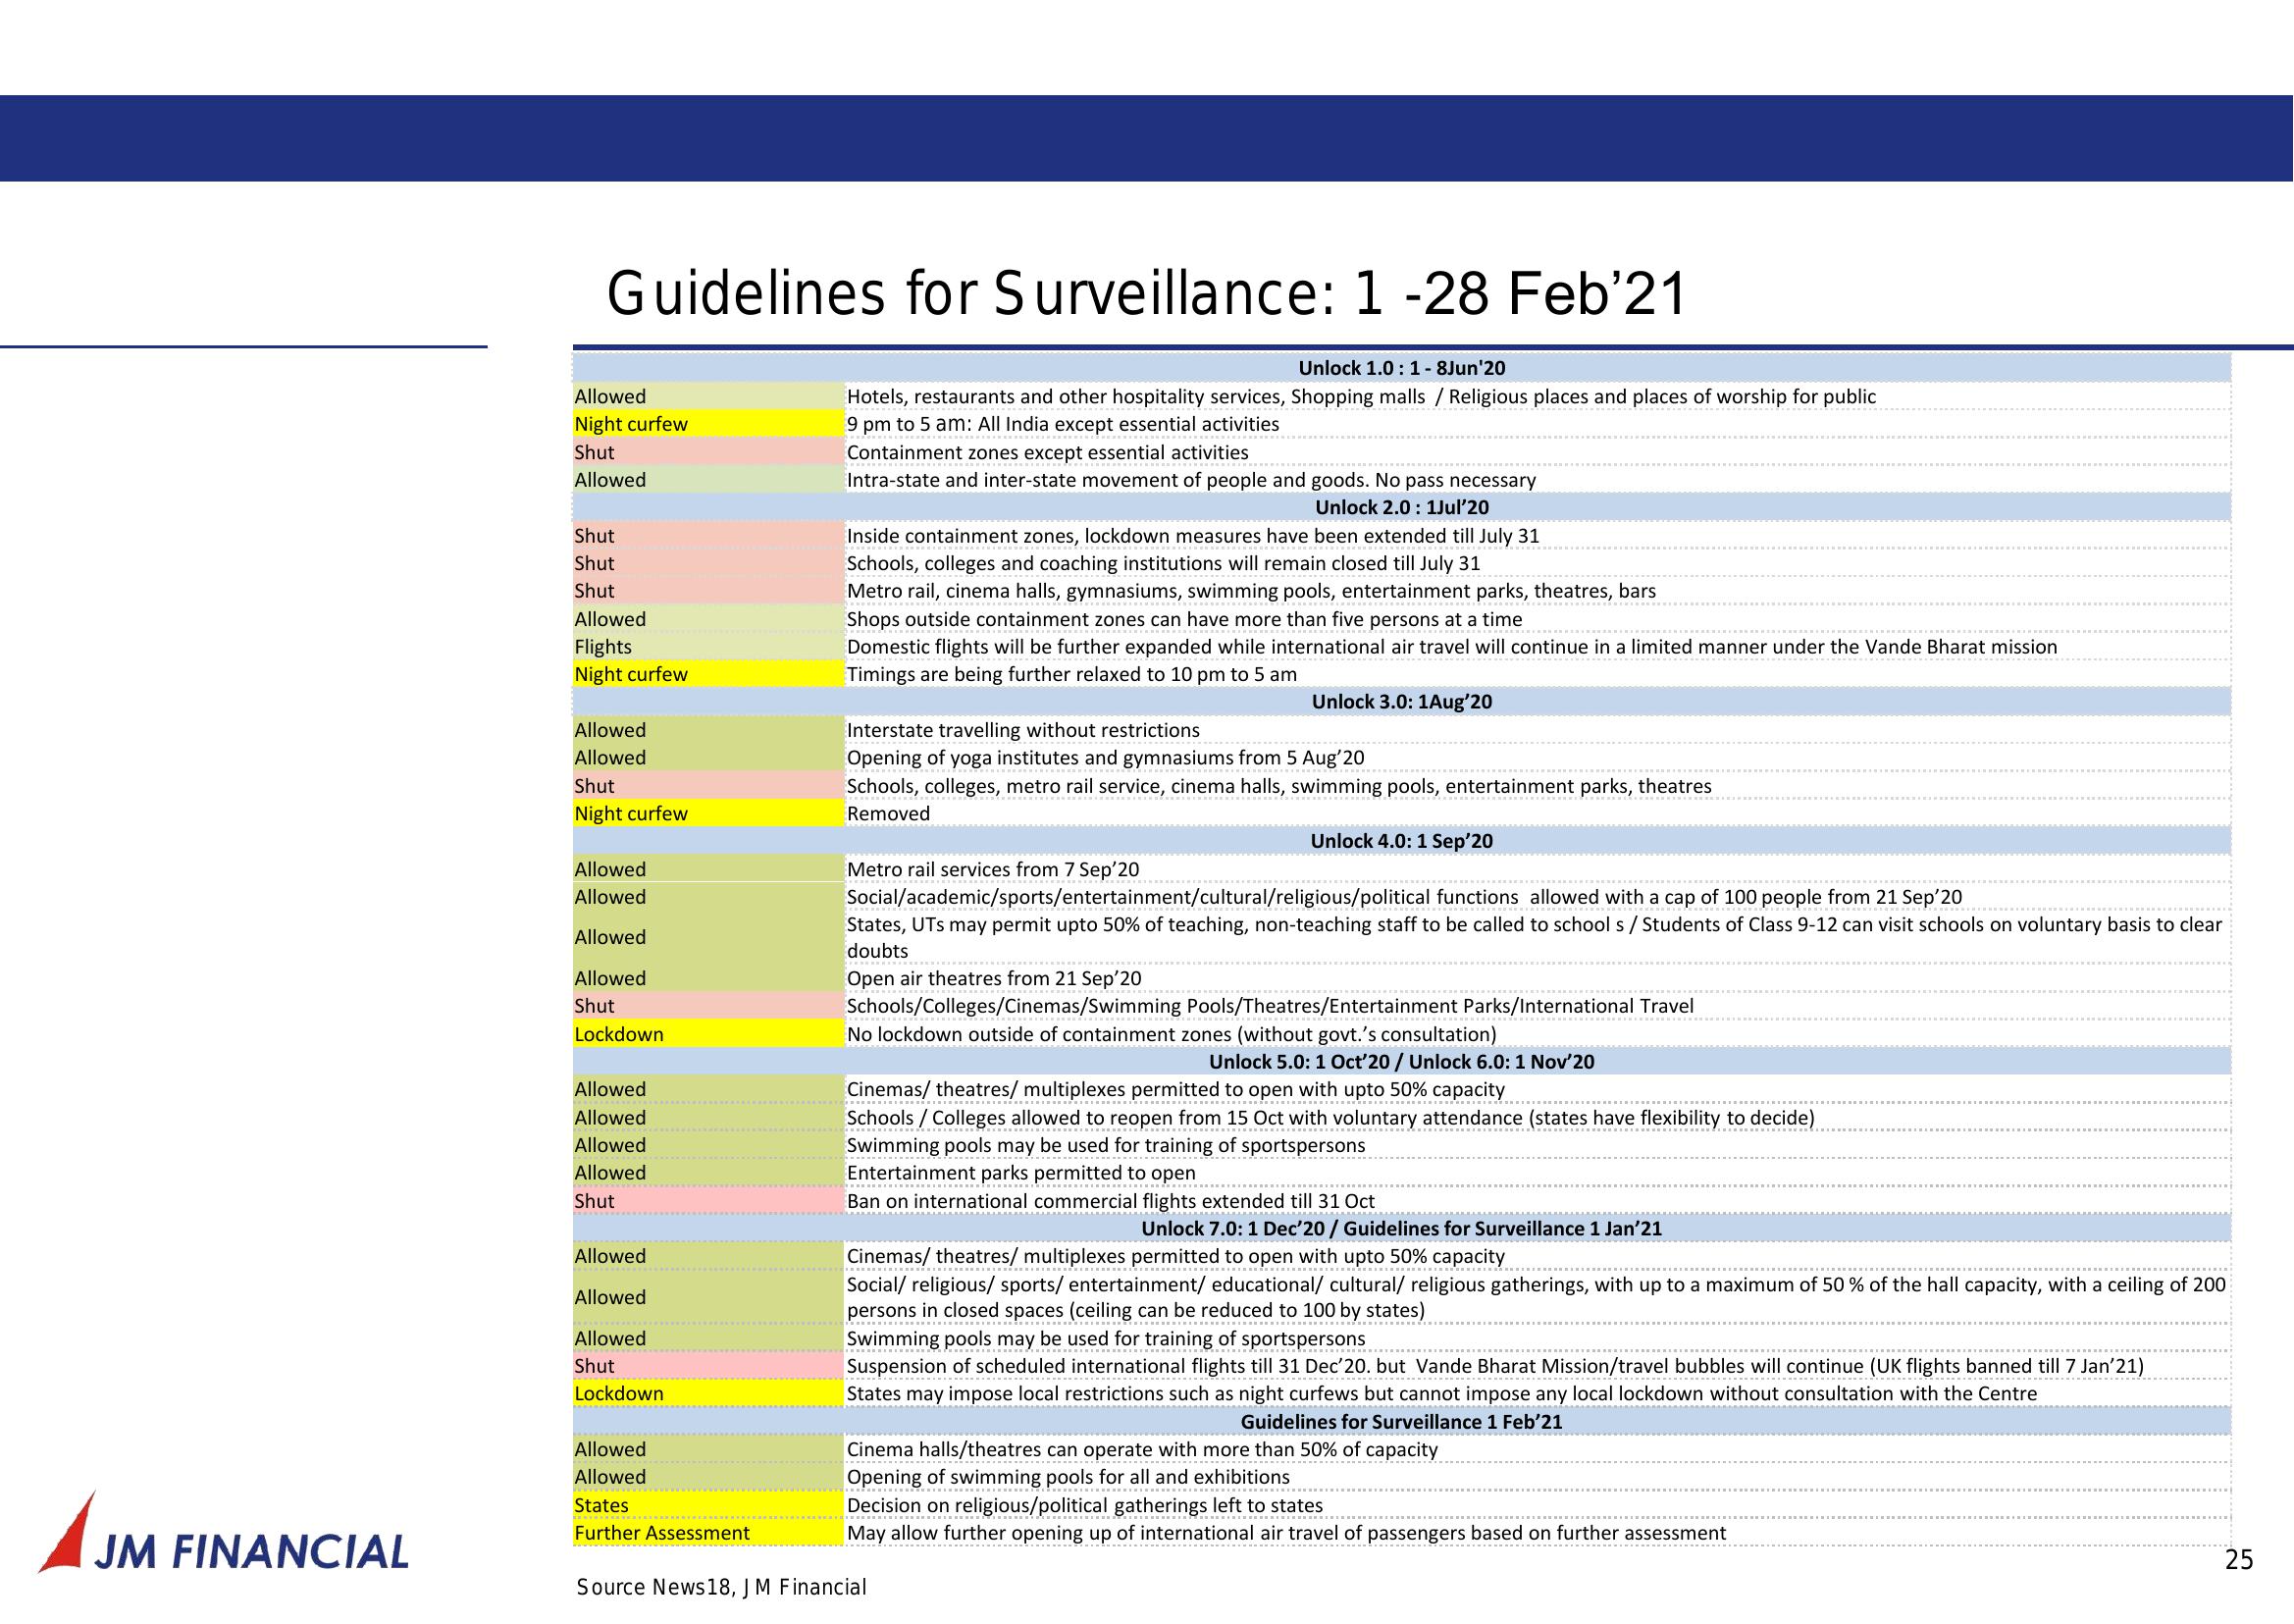 Guidelines for Surveillance: 1 -28 Feb’21
Unlock 1.0 : 1 - 8Jun'20
Allowed Hotels, restaurants and other hospitality services, Shopping malls / Religious places and places of worship for public
Night curfew 9 pm to 5 am: All India except essential activities
Shut Containment zones except essential activities
Allowed Intra-state and inter-state movement of people and goods. No pass necessary
Unlock 2.0 : 1Jul’20
Shut Inside containment zones, lockdown measures have been extended till July 31
Shut Schools, colleges and coaching institutions will remain closed till July 31
Shut Metro rail, cinema halls, gymnasiums, swimming pools, entertainment parks, theatres, bars
Allowed Shops outside containment zones can have more than five persons at a time
Flights Domestic flights will be further expanded while international air travel will continue in a limited manner under the Vande Bharat mission
Night curfew Timings are being further relaxed to 10 pm to 5 am
Unlock 3.0: 1Aug’20
Allowed Interstate travelling without restrictions
Allowed Opening of yoga institutes and gymnasiums from 5 Aug’20
Shut Schools, colleges, metro rail service, cinema halls, swimming pools, entertainment parks, theatres
Night curfew Removed
Unlock 4.0: 1 Sep’20
Allowed Metro rail services from 7 Sep’20
Allowed Social/academic/sports/entertainment/cultural/religious/political functions allowed with a cap of 100 people from 21 Sep’20
Allowed States, UTs may permit upto 50% of teaching, non-teaching staff to be called to school s / Students of Class 9-12 can visit schools on voluntary basis to clear
doubts
Allowed Open air theatres from 21 Sep’20
Shut Schools/Colleges/Cinemas/Swimming Pools/Theatres/Entertainment Parks/International Travel
Lockdown No lockdown outside of containment zones (without govt.’s consultation)
Unlock 5.0: 1 Oct’20 / Unlock 6.0: 1 Nov’20
Allowed Cinemas/ theatres/ multiplexes permitted to open with upto 50% capacity
Allowed Schools / Colleges allowed to reopen from 15 Oct with voluntary attendance (states have flexibility to decide)
Allowed Swimming pools may be used for training of sportspersons
Allowed Entertainment parks permitted to open
Shut Ban on international commercial flights extended till 31 Oct
Unlock 7.0: 1 Dec’20 / Guidelines for Surveillance 1 Jan’21
Allowed Cinemas/ theatres/ multiplexes permitted to open with upto 50% capacity
Allowed Social/ religious/ sports/ entertainment/ educational/ cultural/ religious gatherings, with up to a maximum of 50 % of the hall capacity, with a ceiling of 200
persons in closed spaces (ceiling can be reduced to 100 by states)
Allowed Swimming pools may be used for training of sportspersons
Shut Suspension of scheduled international flights till 31 Dec’20. but Vande Bharat Mission/travel bubbles will continue (UK flights banned till 7 Jan’21)
Lockdown States may impose local restrictions such as night curfews but cannot impose any local lockdown without consultation with the Centre
Guidelines for Surveillance 1 Feb’21
Allowed Cinema halls/theatres can operate with more than 50% of capacity
Allowed Opening of swimming pools for all and exhibitions
States Decision on religious/political gatherings left to states
Further Assessment May allow further opening up of international air travel of passengers based on further assessment
JM FINANCIAL
25
Source News18, JM Financial